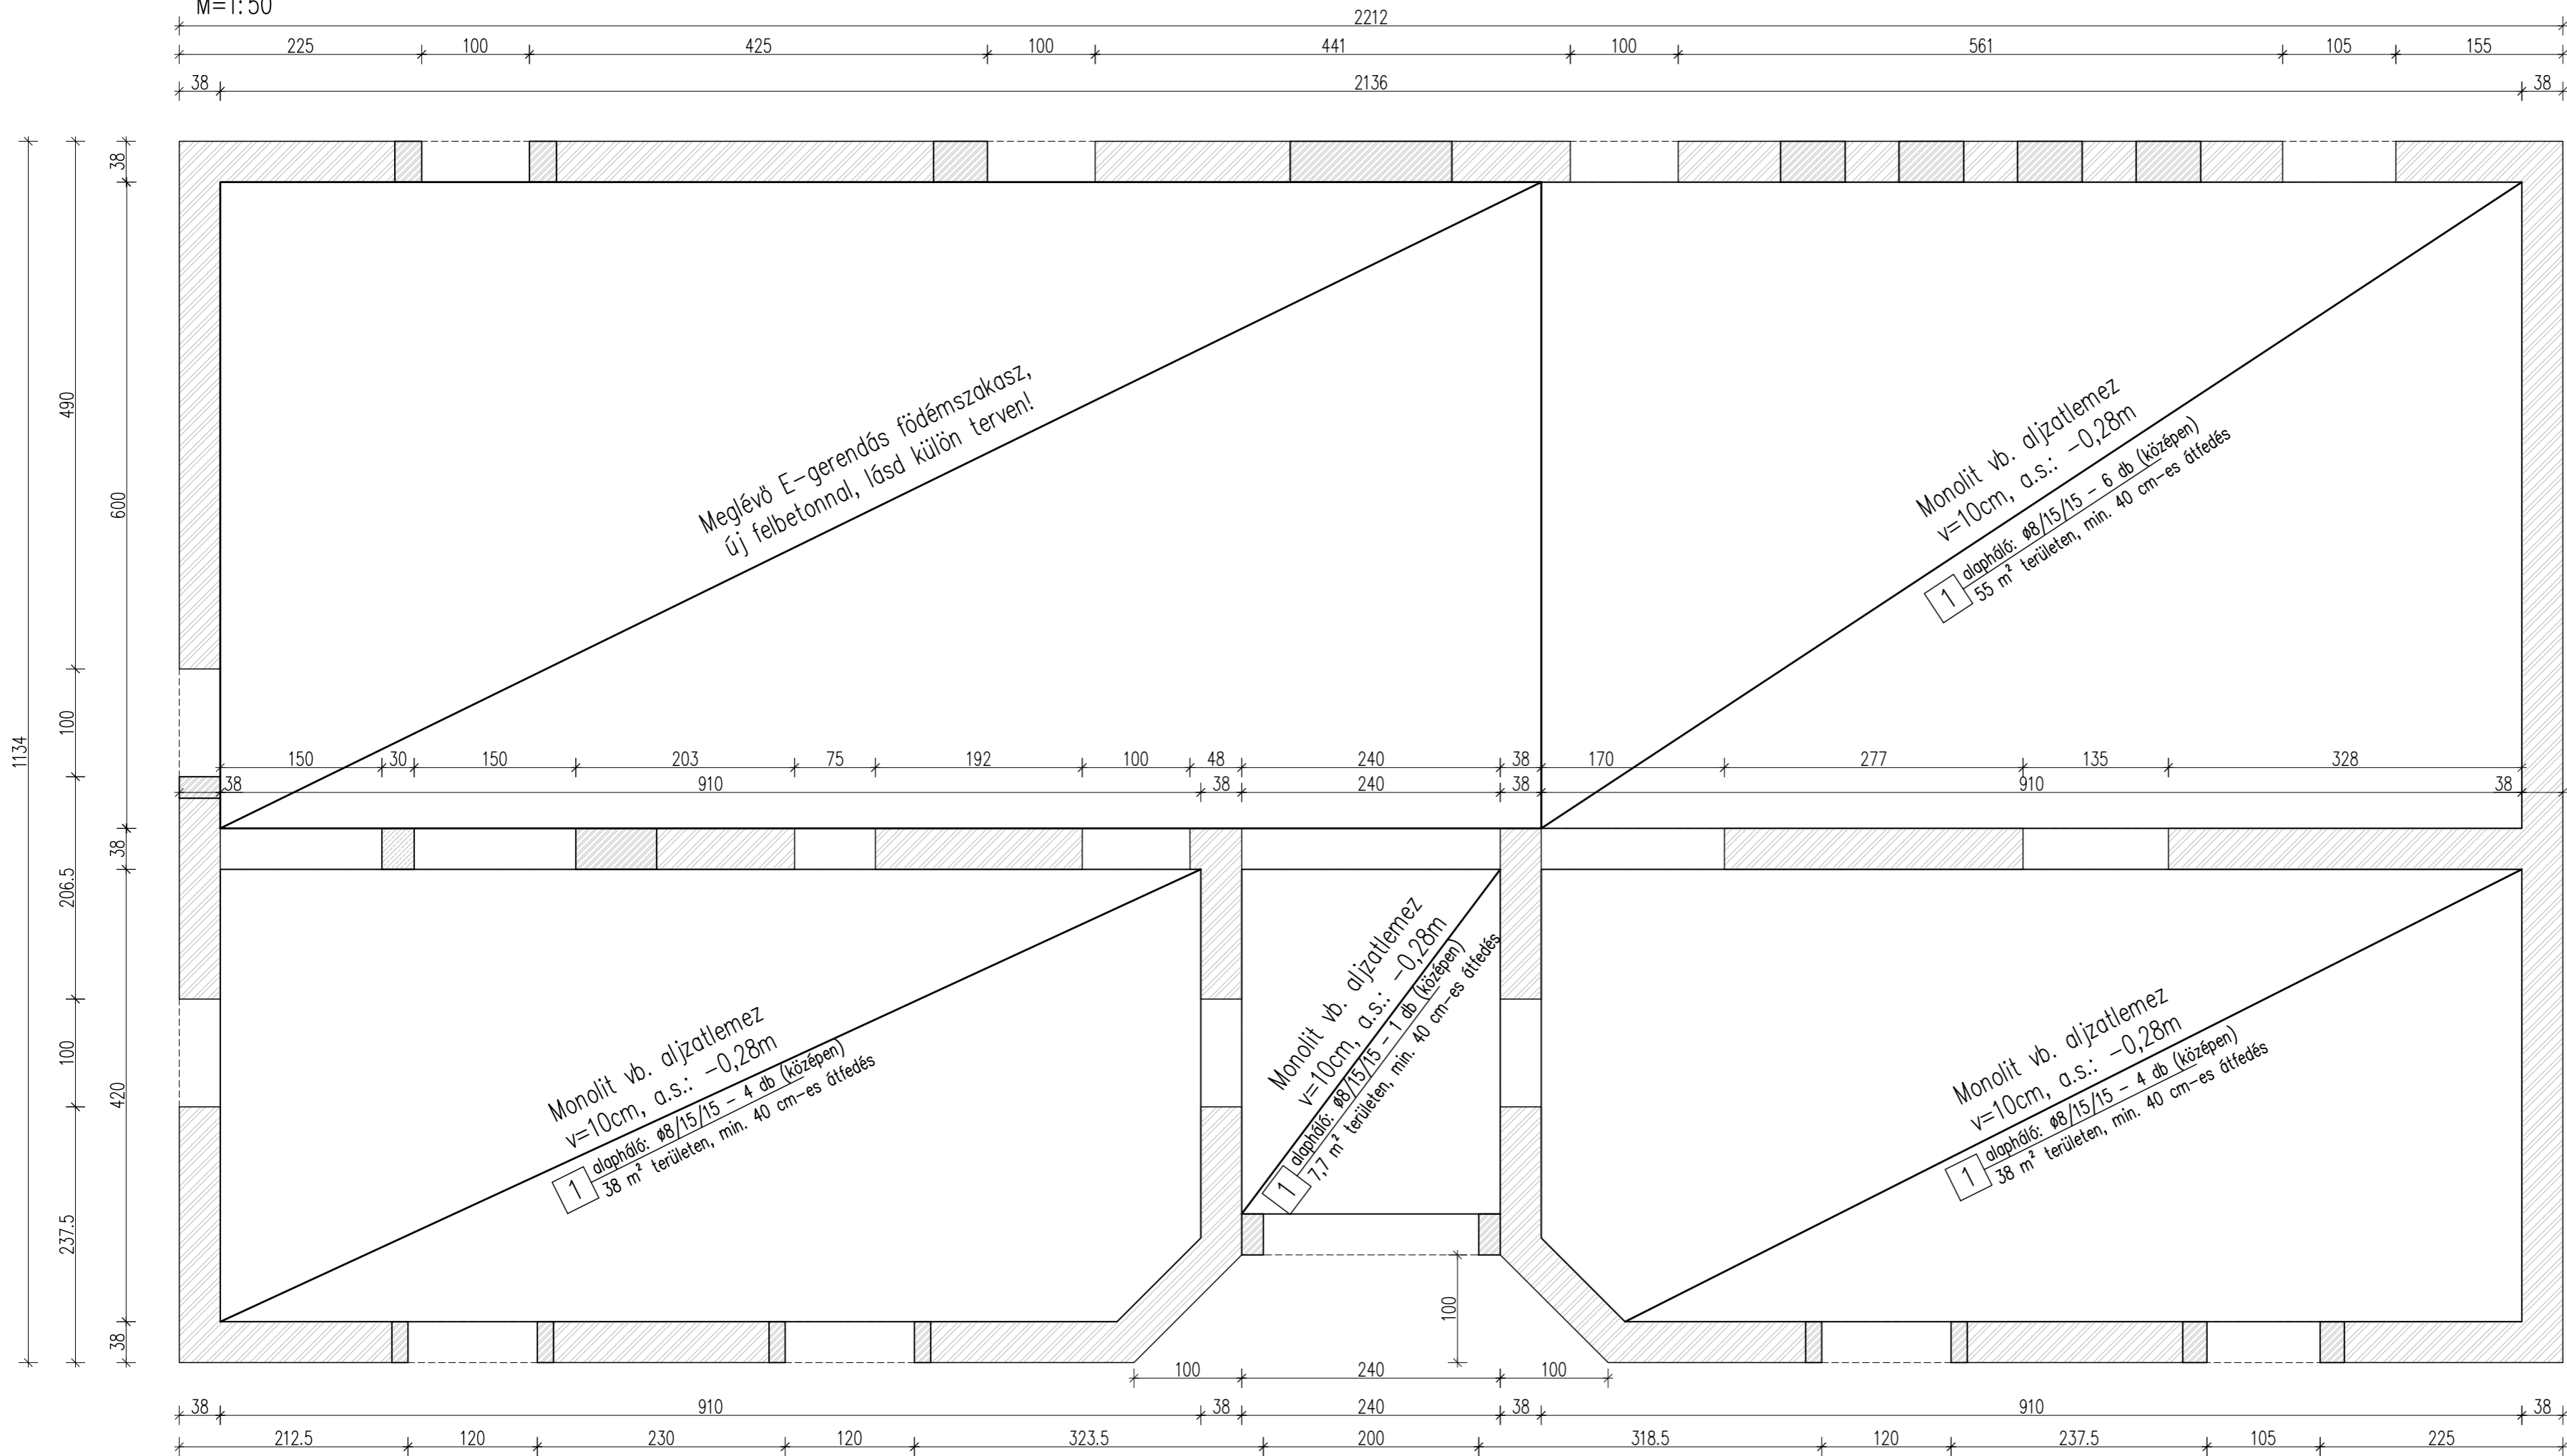 M=1:50
2212
225 100 425 100 441 100 561 105 155
38 2136 38
1134
490 100 206.5 100 237.5
38 600 38 420 38
Meglévő E-gerendás födémszakasz,
új felbetonnal, lásd külön terven!
Monolit vb. aljzatlemez
v=10cm, a.s.: -0,28m
1 alapháló: ø8/15/15 - 6 db (középen)
55 m² területen, min. 40 cm-es átfedés
150 30 150 203 75 192 100 48 240 38 170 277 135 328
38 910 38 240 38 910 38
Monolit vb. aljzatlemez
v=10cm, a.s.: -0,28m
1 alapháló: ø8/15/15 - 4 db (középen)
38 m² területen, min. 40 cm-es átfedés
Monolit vb. aljzatlemez
v=10cm, a.s.: -0,28m
1 alapháló: ø8/15/15 - 1 db (középen)
7,7 m² területen, min. 40 cm-es átfedés
Monolit vb. aljzatlemez
v=10cm, a.s.: -0,28m
1 alapháló: ø8/15/15 - 4 db (középen)
38 m² területen, min. 40 cm-es átfedés
100
100 240 100
38 910 38 240 38 910 38
212.5 120 230 120 323.5 200 318.5 120 237.5 105 225